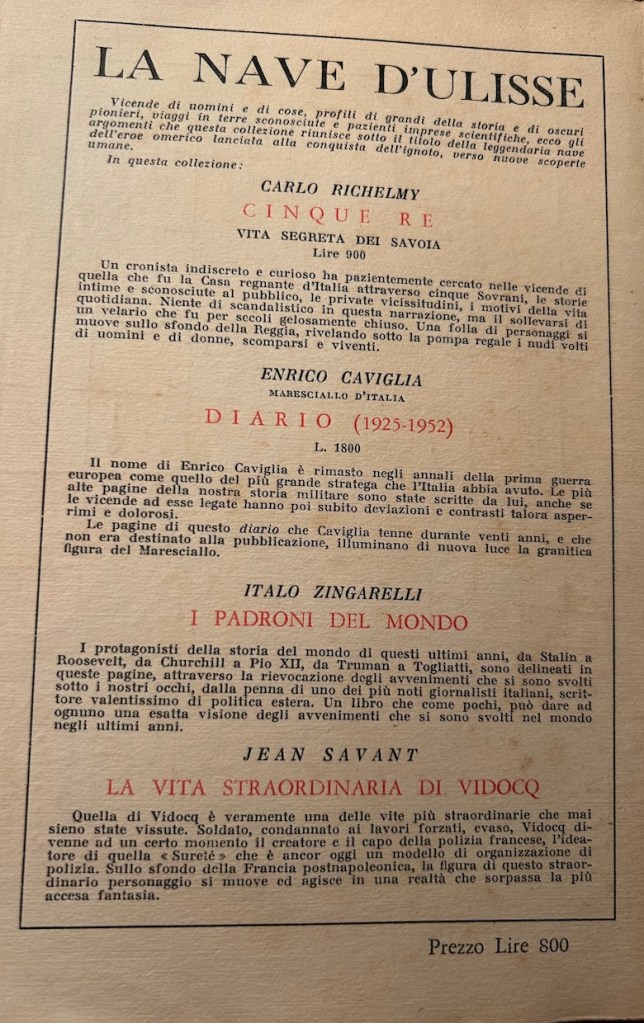 LA NAVE D'ULISSE
Vicende di uomini e di cose, profili di grandi della storia e di oscuri
pionieri, viaggi in terre sconosciute e pazienti imprese scientifiche, ecco gli
argomenti che questa collezione riunisce sotto il titolo della leggendaria nave
dell'eroe omerico lanciata alla conquista dell'ignoto, verso nuove scoperte
umane.
In questa collezione:
CARLO RICHELMY
CINQUE RE
VITA SEGRETA DEI SAVOIA
Lire 900
Un cronista indiscreto e curioso ha pazientemente cercato nelle vicende di
quella che fu la Casa regnante d'Italia attraverso cinque Sovrani, le storie
intime e sconosciute al pubblico, le private vicissitudini, i motivi della vita
quotidiana. Niente di scandalistico in questa narrazione, ma il sollevarsi di
un velario che fu per secoli gelosamente chiuso. Una folla di personaggi si
muove sullo sfondo della Reggia, rivelando sotto la pompa regale i nudi volti
di uomini e di donne, scomparsi e viventi.
ENRICO CAVIGLIA
MARESCIALLO D'ITALIA
DIARIO (1925-1952)
L. 1800
Il nome di Enrico Caviglia è rimasto negli annali della prima guerra
europea come quello del più grande stratega che l'Italia abbia avuto. Le più
alte pagine della nostra storia militare sono state scritte da lui, anche se
le vicende ad esse legate hanno poi subito deviazioni e contrasti talora asper-
rimi e dolorosi.
Le pagine di questo diario che Caviglia tenne durante venti anni, e che
non era destinato alla pubblicazione, illuminano di nuova luce la granitica
figura del Maresciallo.
ITALO ZINGARELLI
I PADRONI DEL MONDO
I protagonisti della storia del mondo di questi ultimi anni, da Stalin a
Roosevelt, da Churchill a Pio XII, da Truman a Togliatti, sono delineati in
queste pagine, attraverso la rievocazione degli avvenimenti che si sono svolti
sotto i nostri occhi, dalla penna di uno dei più noti giornalisti italiani, scrit-
tore valentissimo di politica estera. Un libro che come pochi, può dare ad
ognuno una esatta visione degli avvenimenti che si sono svolti nel mondo
negli ultimi anni.
JEAN SAVANT
LA VITA STRAORDINARIA DI VIDOCQ
Quella di Vidocq è veramente una delle vite più straordinarie che mai
sieno state vissute. Soldato, condannato ai lavori forzati, evaso, Vidocq di-
venne ad un certo momento il creatore e il capo della polizia francese, l'idea-
tore di quella «Sureté» che è ancor oggi un modello di organizzazione di
polizia. Sullo sfondo della Francia postnapoleonica, la figura di questo straor-
dinario personaggio si muove ed agisce in una realtà che sorpassa la più
accesa fantasia.
Prezzo Lire 800